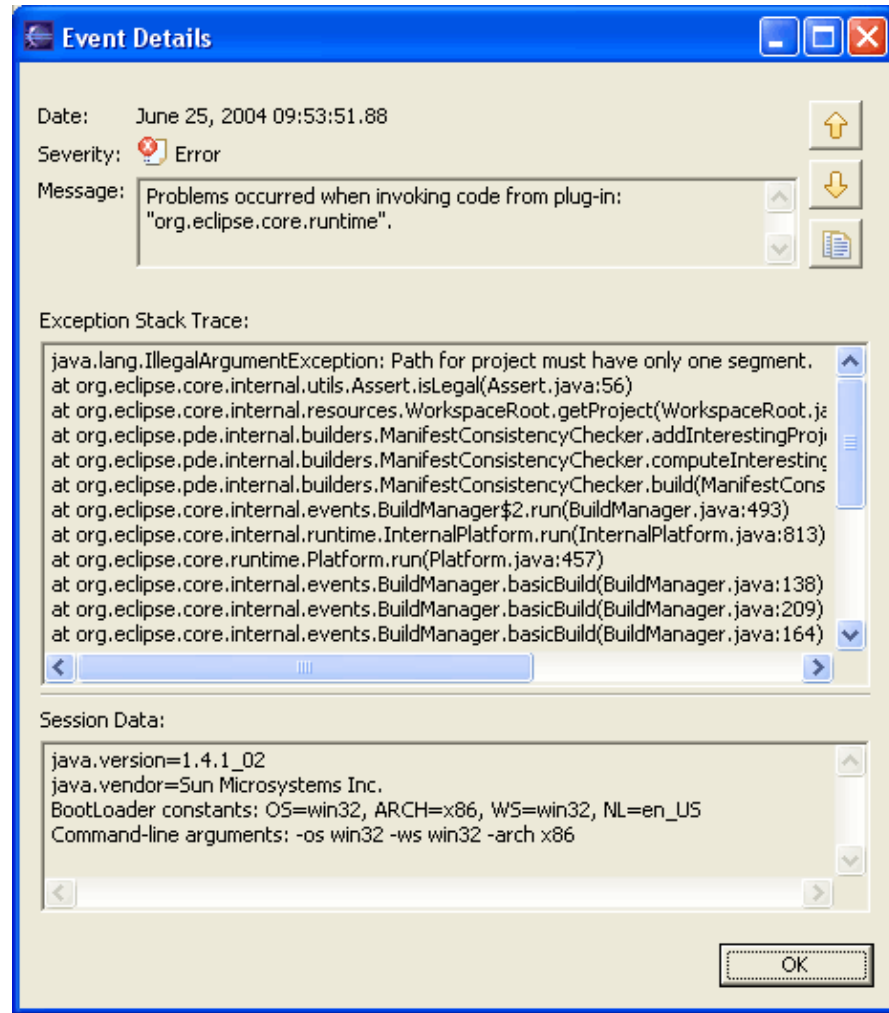 Event Details
Date: June 25, 2004 09:53:51.88
Severity: Error
Message: Problems occurred when invoking code from plug-in:
"org.eclipse.core.runtime".
Exception Stack Trace:
java.lang.IllegalArgumentException: Path for project must have only one segment.
at org.eclipse.core.internal.utils.Assert.isLegal(Assert.java:56)
at org.eclipse.core.internal.resources.WorkspaceRoot.getProject(WorkspaceRoot.ja
at org.eclipse.pde.internal.builders.ManifestConsistencyChecker.addInterestingProj
at org.eclipse.pde.internal.builders.ManifestConsistencyChecker.computeInteresting
at org.eclipse.pde.internal.builders.ManifestConsistencyChecker.build(ManifestCons
at org.eclipse.core.internal.events.BuildManager$2.run(BuildManager.java:493)
at org.eclipse.core.internal.runtime.InternalPlatform.run(InternalPlatform.java:813)
at org.eclipse.core.runtime.Platform.run(Platform.java:457)
at org.eclipse.core.internal.events.BuildManager.basicBuild(BuildManager.java:138)
at org.eclipse.core.internal.events.BuildManager.basicBuild(BuildManager.java:209)
at org.eclipse.core.internal.events.BuildManager.basicBuild(BuildManager.java:164)
Session Data:
java.version=1.4.1_02
java.vendor=Sun Microsystems Inc.
BootLoader constants: OS=win32, ARCH=x86, WS=win32, NL=en_US
Command-line arguments: -os win32 -ws win32 -arch x86
OK